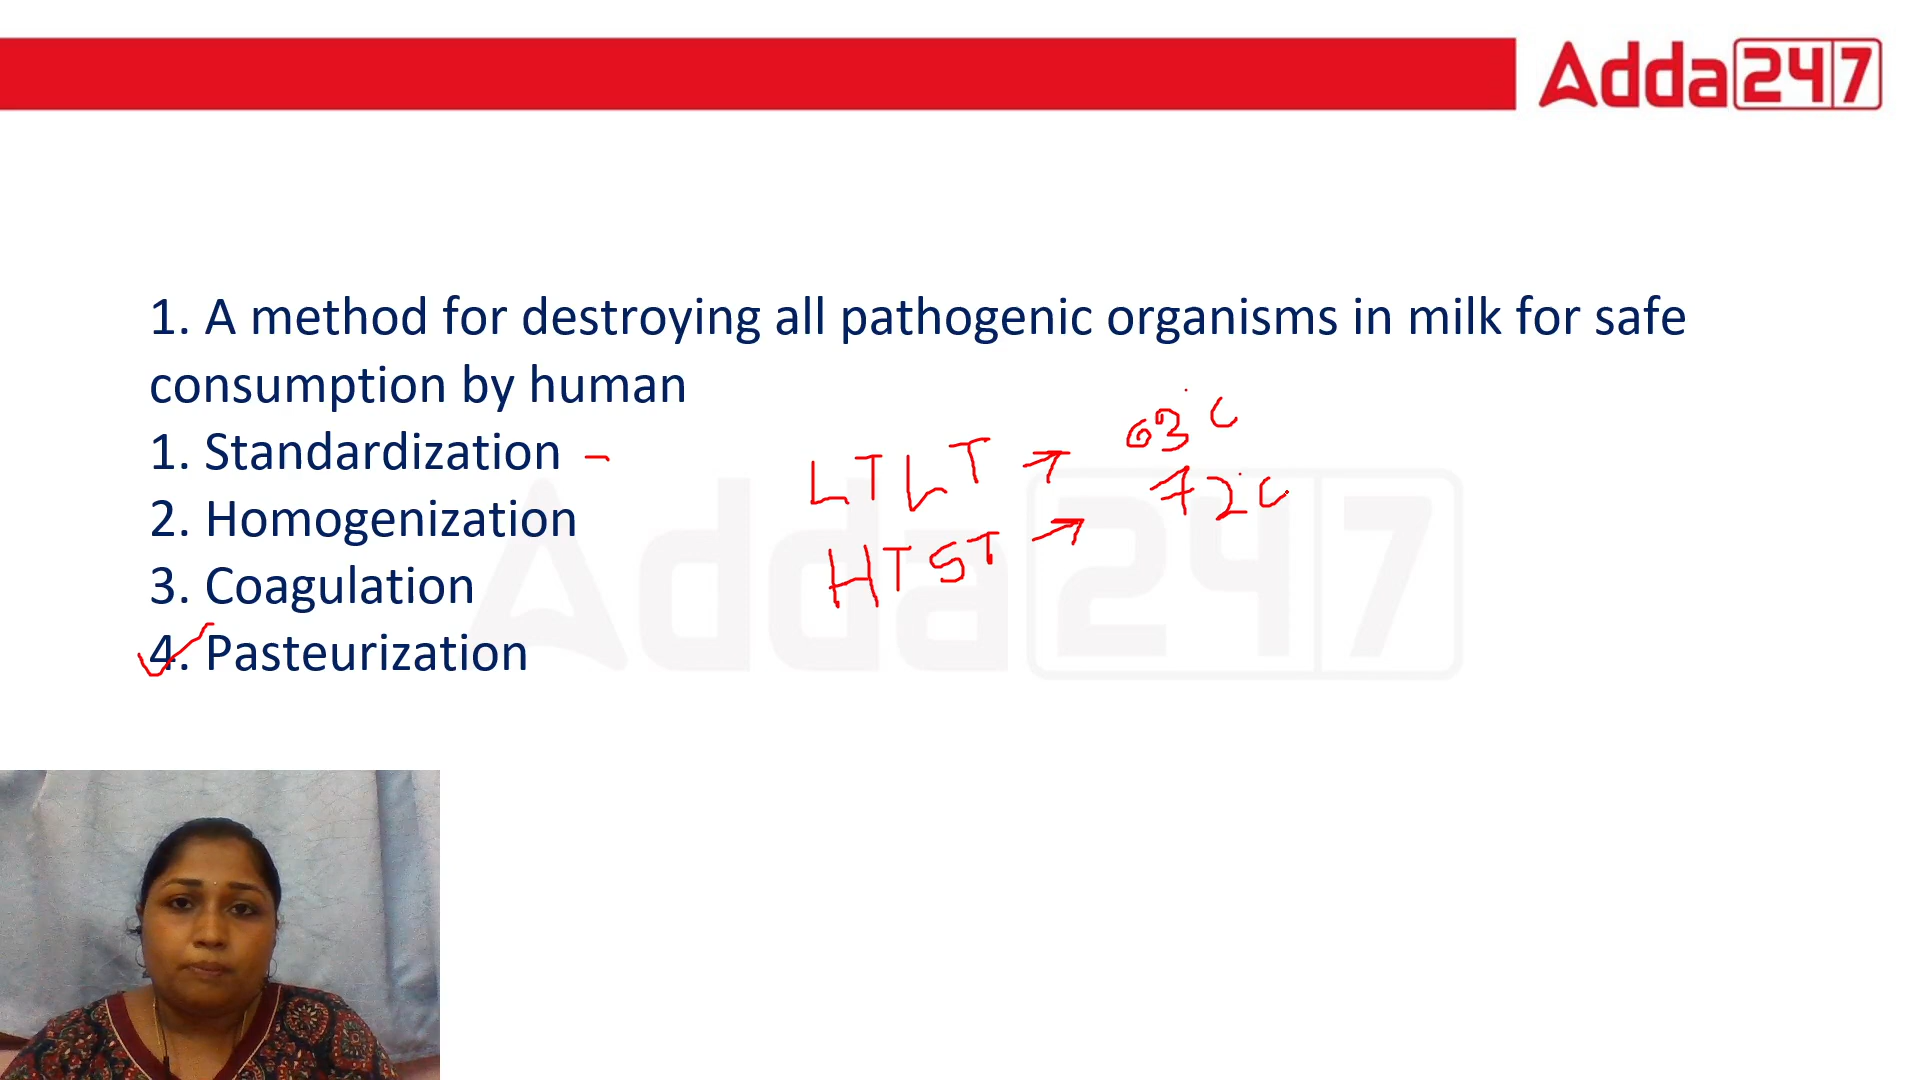 Adda247
1. A method for destroying all pathogenic organisms in milk for safe
consumption by human
1. Standardization -
2. Homogenization
3. Coagulation
4. Pasteurization
LTLT → 63°C
HTST → 72°C
Adda247